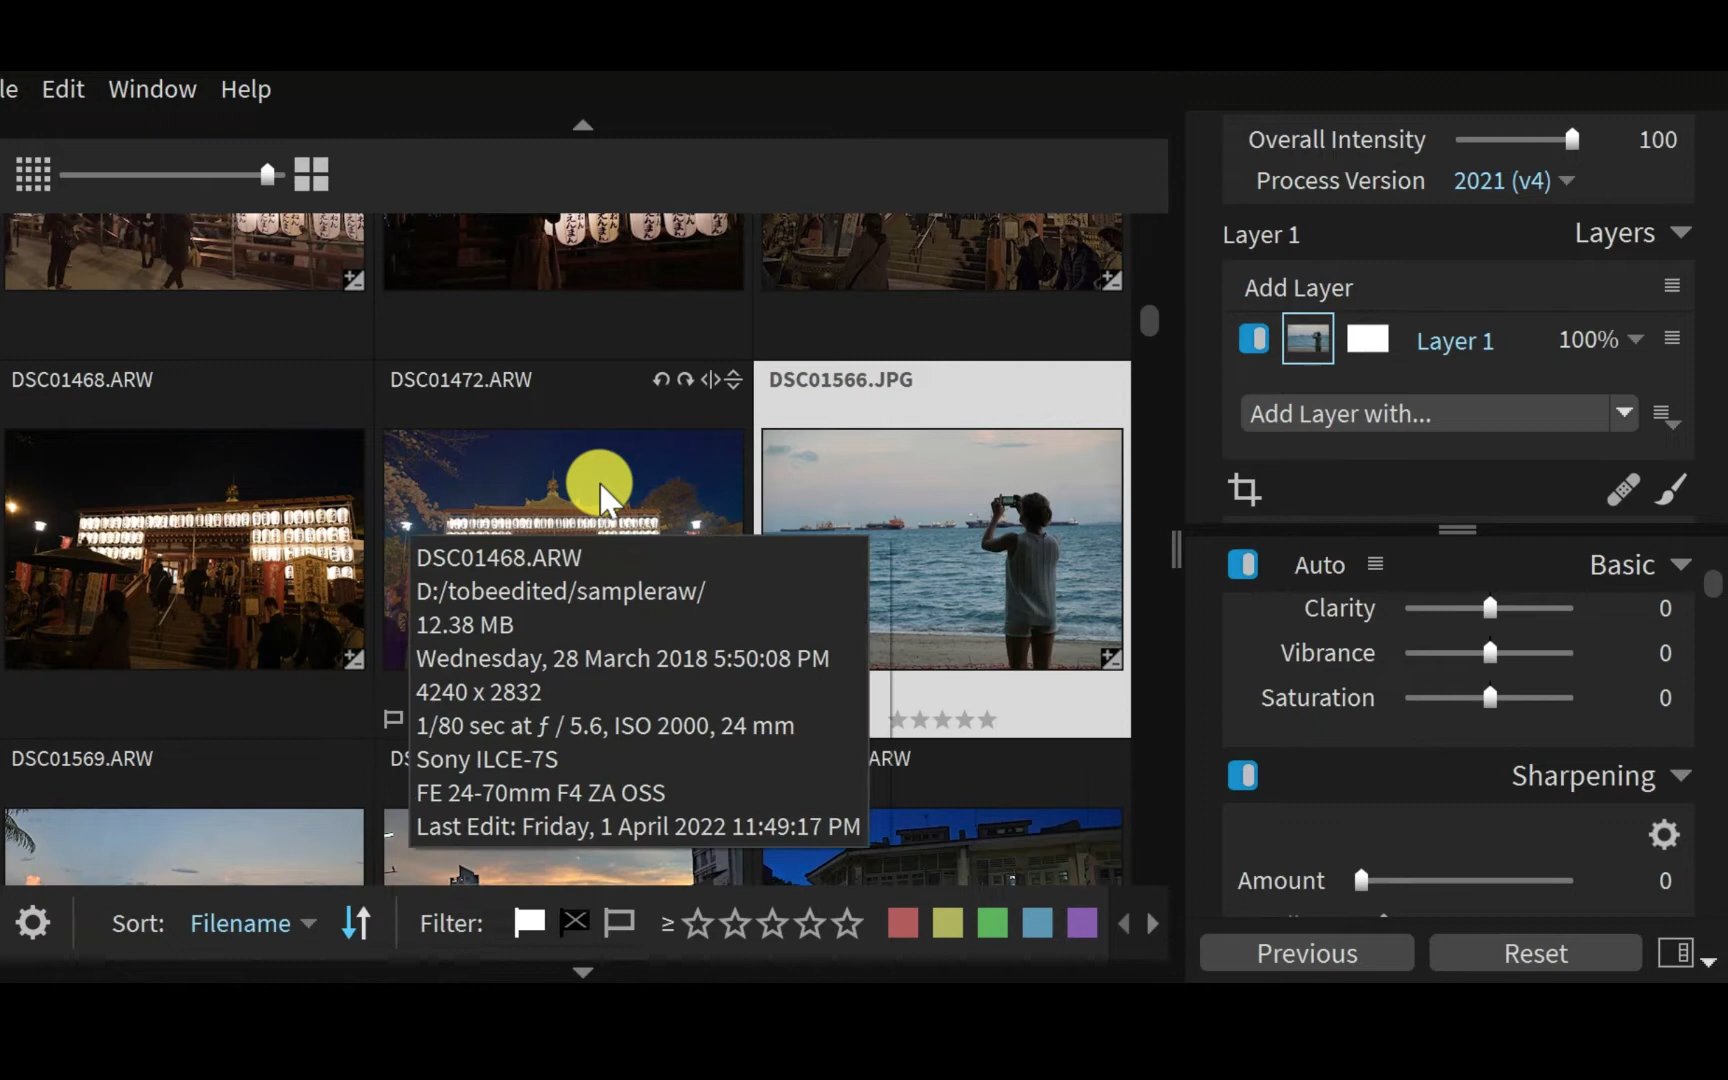 le Edit Window Help
Overall Intensity 100
Process Version 2021 (v4)
Layer 1 Layers
Add Layer
Layer 1 100%
Add Layer with...
DSC01468.ARW DSC01472.ARW DSC01566.JPG
DSC01468.ARW
D:/tobeedited/sampleraw/
12.38 MB
Wednesday, 28 March 2018 5:50:08 PM
4240 x 2832
1/80 sec at ƒ / 5.6, ISO 2000, 24 mm
Sony ILCE-7S
FE 24-70mm F4 ZA OSS
Last Edit: Friday, 1 April 2022 11:49:17 PM
DSC01569.ARW DS ARW
Auto Basic
Clarity 0
Vibrance 0
Saturation 0
Sharpening
Amount 0
Sort: Filename Filter: ≥
Previous Reset